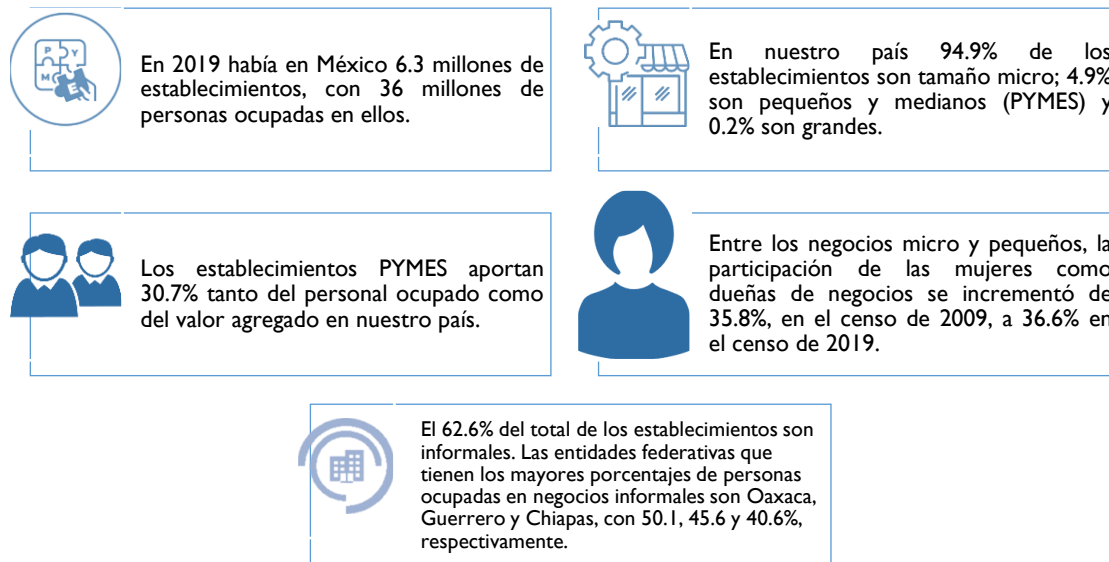 P Y
M E
En 2019 había en México 6.3 millones de
establecimientos, con 36 millones de
personas ocupadas en ellos.
En nuestro país 94.9% de los
establecimientos son tamaño micro; 4.9%
son pequeños y medianos (PYMES) y
0.2% son grandes.
Los establecimientos PYMES aportan
30.7% tanto del personal ocupado como
del valor agregado en nuestro país.
Entre los negocios micro y pequeños, la
participación de las mujeres como
dueñas de negocios se incrementó de
35.8%, en el censo de 2009, a 36.6% en
el censo de 2019.
El 62.6% del total de los establecimientos son
informales. Las entidades federativas que
tienen los mayores porcentajes de personas
ocupadas en negocios informales son Oaxaca,
Guerrero y Chiapas, con 50.1, 45.6 y 40.6%,
respectivamente.